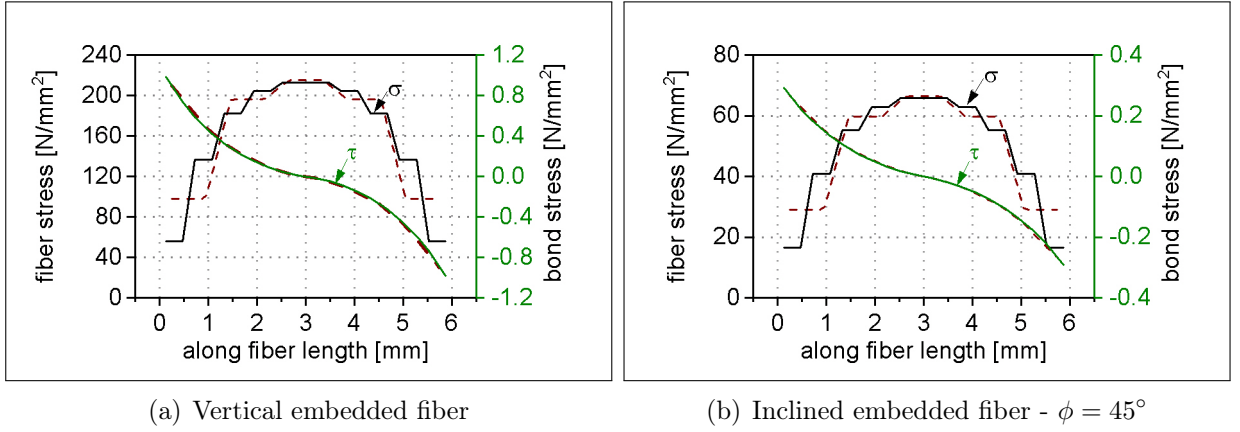 240
200
160
120
80
40
0
fiber stress [N/mm²]
1.2
0.8
0.4
0.0
-0.4
-0.8
-1.2
bond stress [N/mm²]
σ
τ
0 1 2 3 4 5 6
along fiber length [mm]
(a) Vertical embedded fiber
80
60
40
20
0
fiber stress [N/mm²]
0.4
0.2
0.0
-0.2
-0.4
bond stress [N/mm²]
σ
τ
0 1 2 3 4 5 6
along fiber length [mm]
(b) Inclined embedded fiber - ϕ = 45°